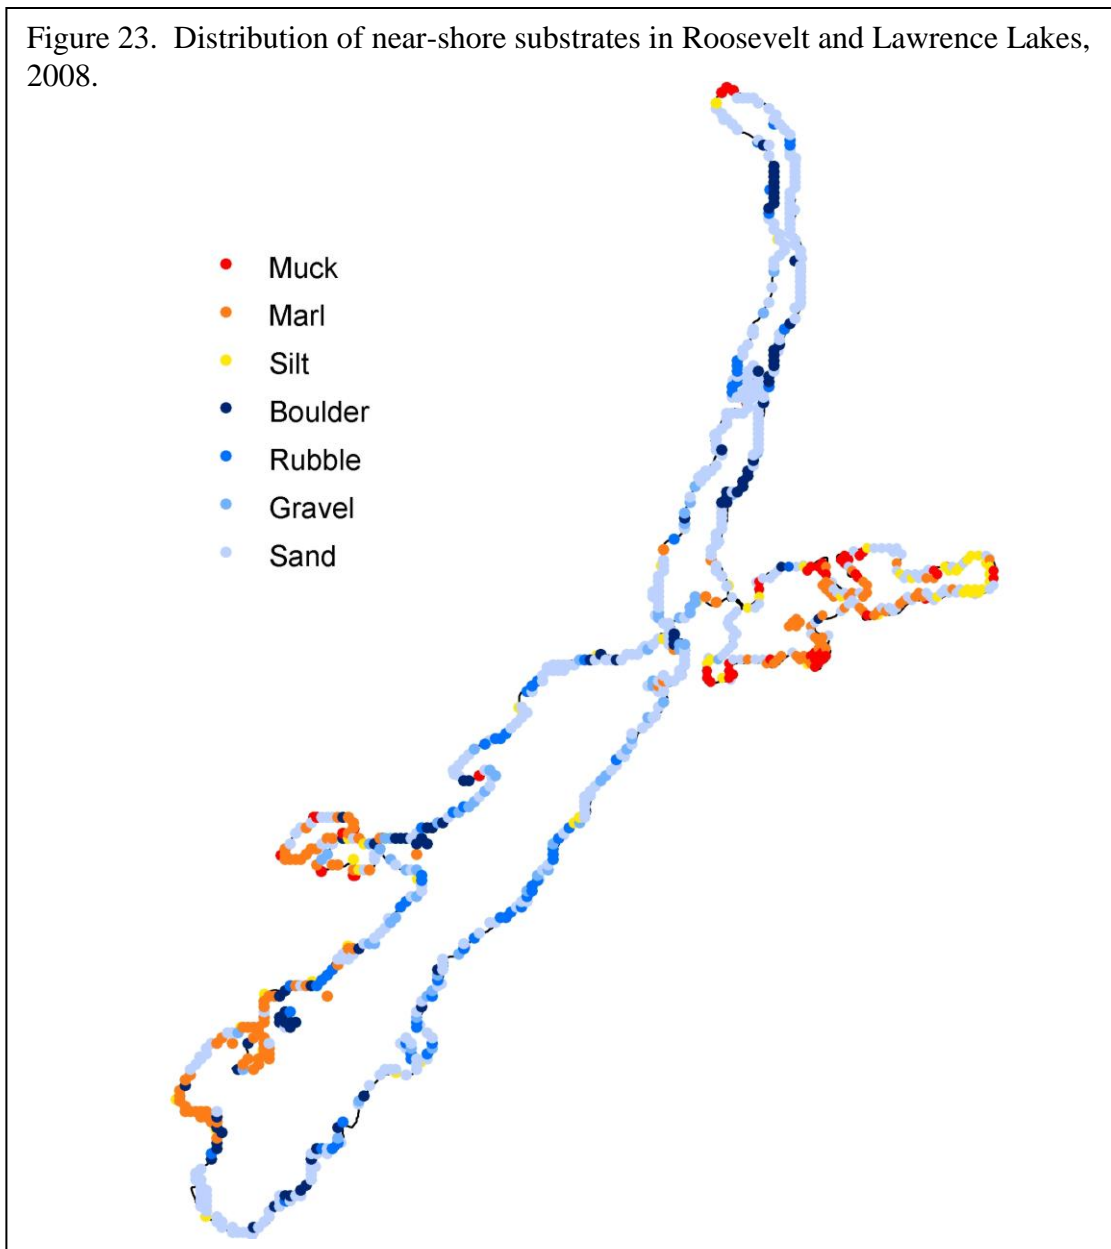 Figure 23.  Distribution of near-shore substrates in Roosevelt and Lawrence Lakes,
2008.
Muck
Marl
Silt
Boulder
Rubble
Gravel
Sand